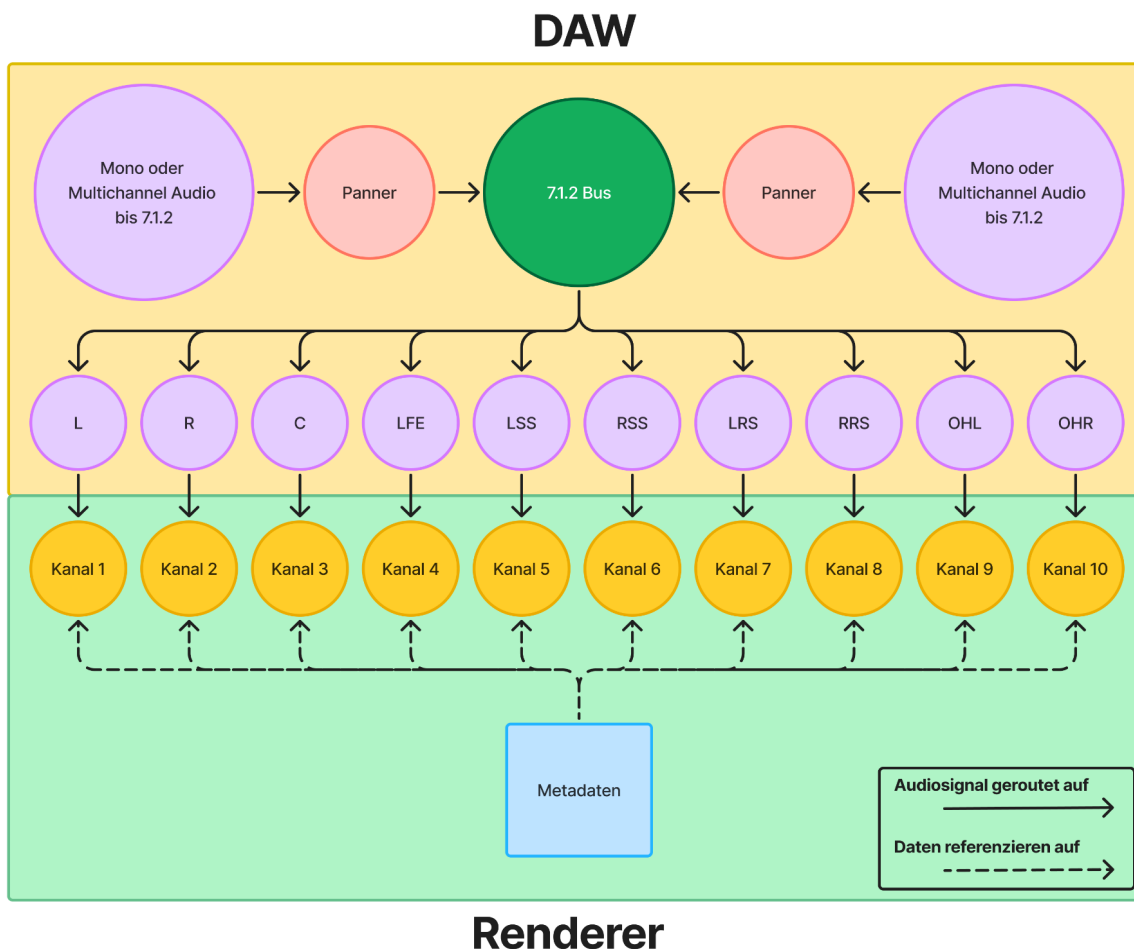 DAW
Mono oder
Multichannel Audio
bis 7.1.2
Panner
7.1.2 Bus
Panner
Mono oder
Multichannel Audio
bis 7.1.2
L
R
C
LFE
LSS
RSS
LRS
RRS
OHL
OHR
Kanal 1
Kanal 2
Kanal 3
Kanal 4
Kanal 5
Kanal 6
Kanal 7
Kanal 8
Kanal 9
Kanal 10
Metadaten
Audiosignal geroutet auf
Daten referenzieren auf
Renderer